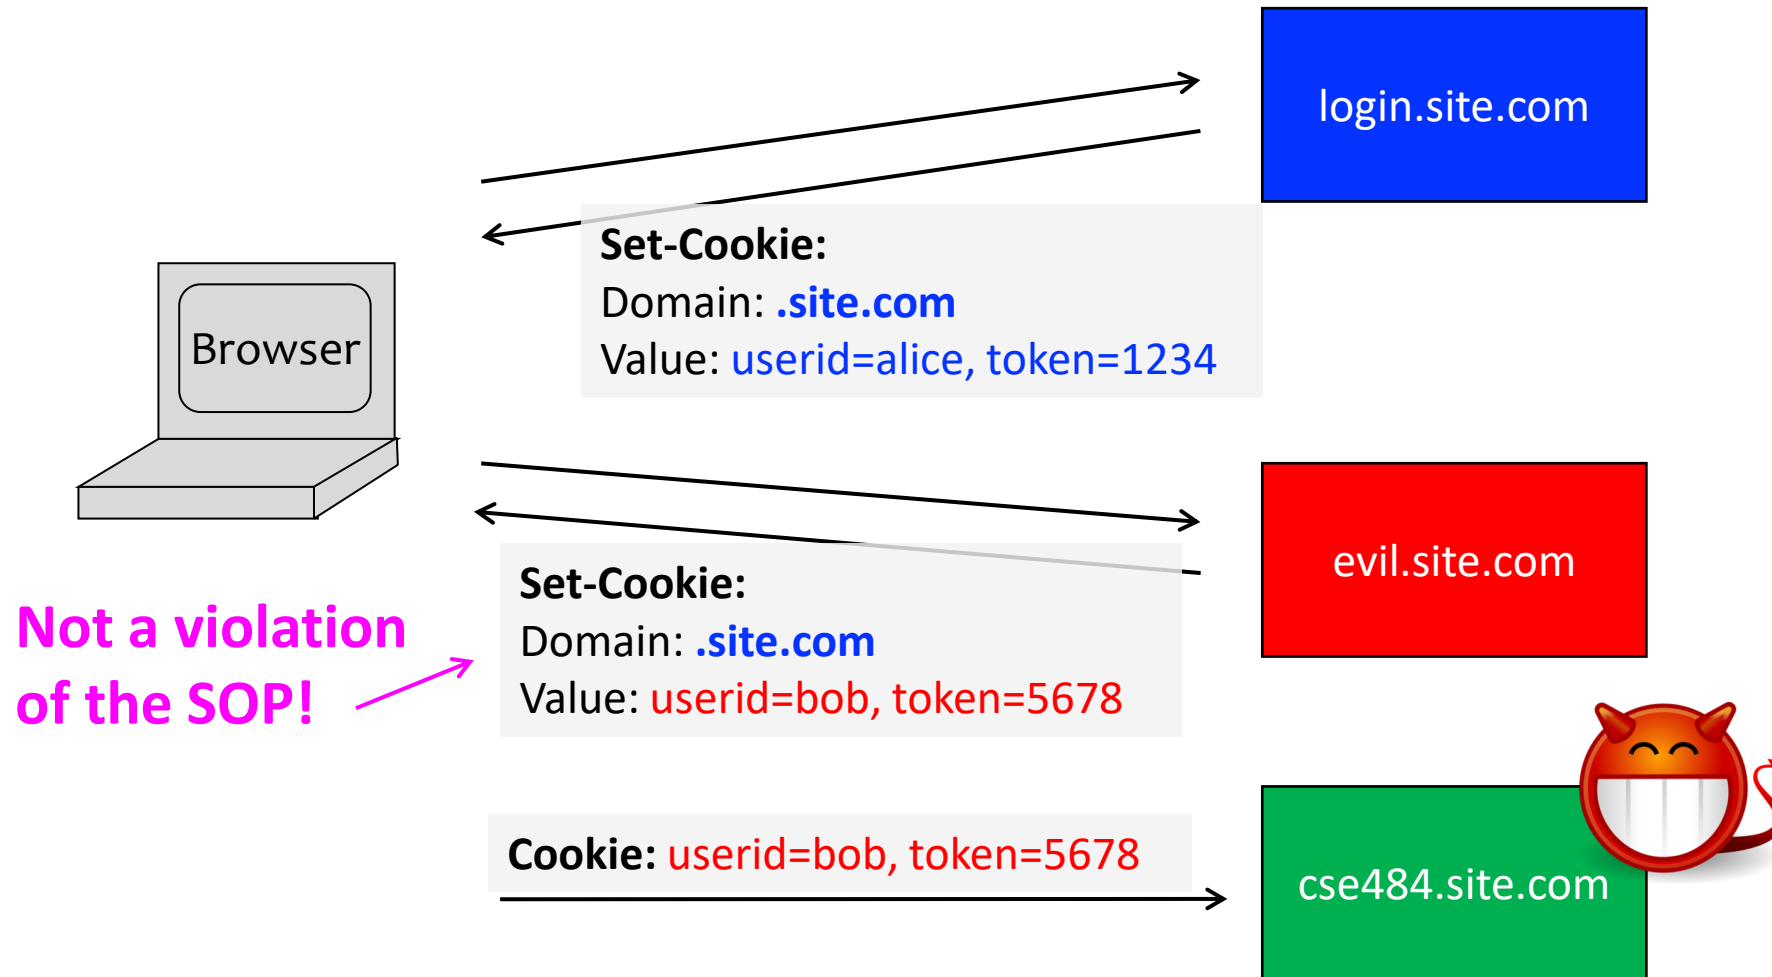 login.site.com
Set-Cookie:
Domain: .site.com
Value: userid=alice, token=1234
Browser
evil.site.com
Set-Cookie:
Domain: .site.com
Value: userid=bob, token=5678
Not a violation
of the SOP!
Cookie: userid=bob, token=5678
cse484.site.com